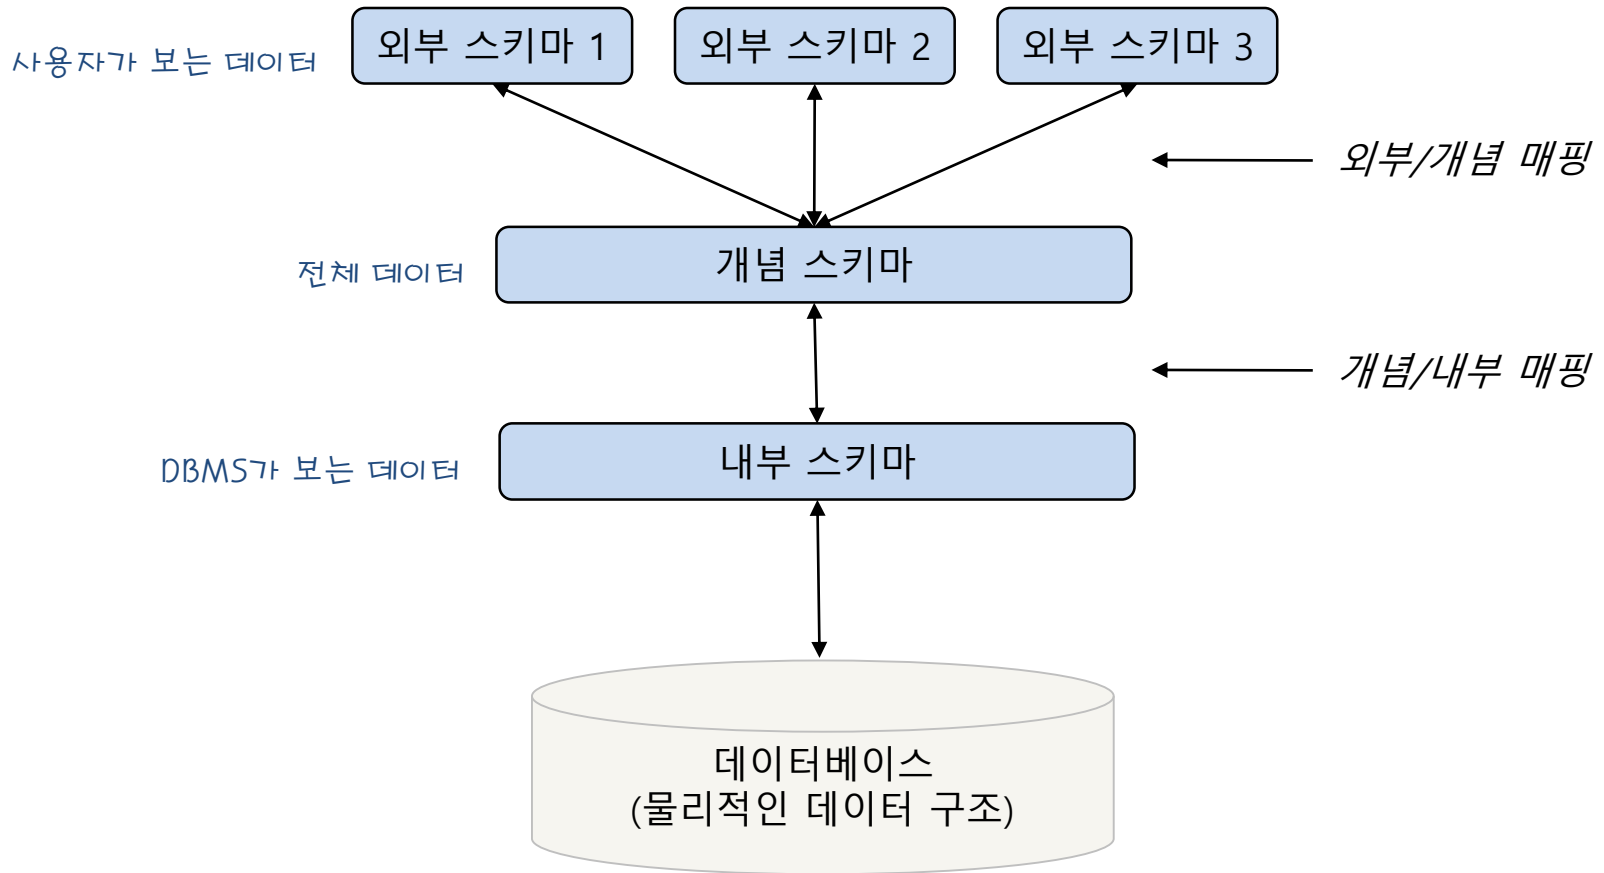 외부 스키마 1
외부 스키마 2
외부 스키마 3
사용자가 보는 데이터
외부/개념 매핑
개념 스키마
전체 데이터
개념/내부 매핑
내부 스키마
DBMS가 보는 데이터
데이터베이스
(물리적인 데이터 구조)